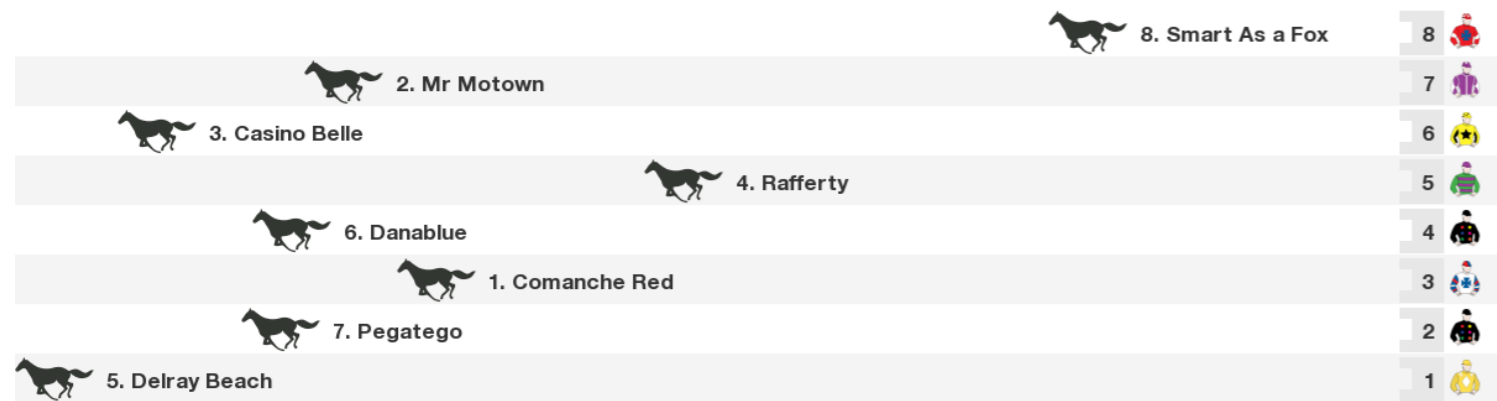 8. Smart As a Fox 8
2. Mr Motown 7
3. Casino Belle 6
4. Rafferty 5
6. Danablue 4
1. Comanche Red 3
7. Pegatego 2
5. Delray Beach 1